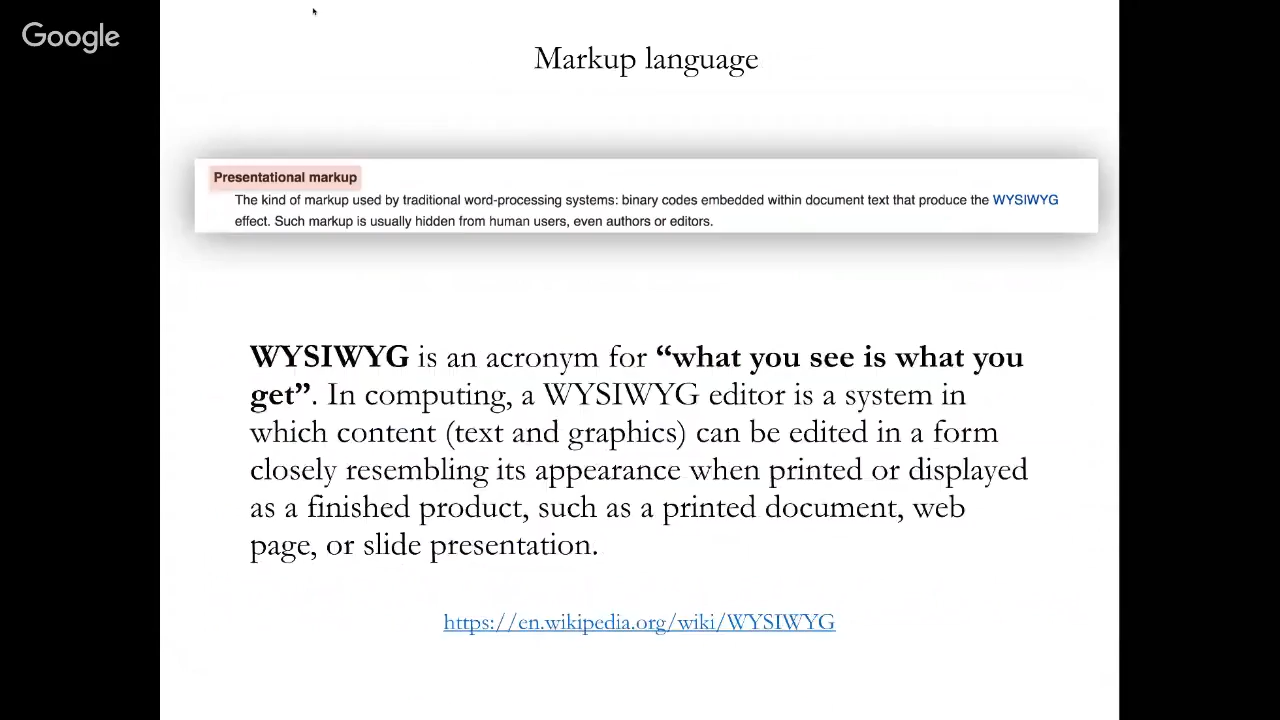 Google
Markup language
Presentational markup
The kind of markup used by traditional word-processing systems: binary codes embedded within document text that produce the WYSIWYG
effect. Such markup is usually hidden from human users, even authors or editors.
WYSIWYG is an acronym for “what you see is what you
get”. In computing, a WYSIWYG editor is a system in
which content (text and graphics) can be edited in a form
closely resembling its appearance when printed or displayed
as a finished product, such as a printed document, web
page, or slide presentation.
https://en.wikipedia.org/wiki/WYSIWYG